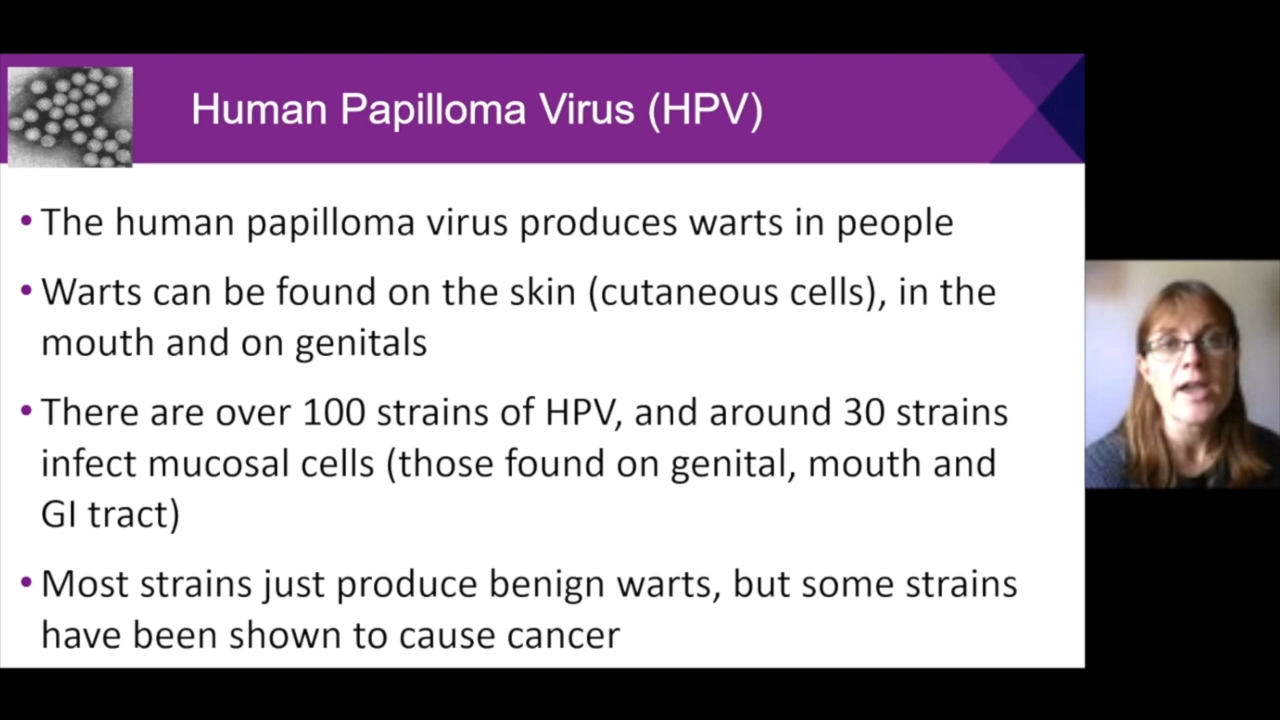 Human Papilloma Virus (HPV)
• The human papilloma virus produces warts in people
• Warts can be found on the skin (cutaneous cells), in the
mouth and on genitals
• There are over 100 strains of HPV, and around 30 strains
infect mucosal cells (those found on genital, mouth and
GI tract)
• Most strains just produce benign warts, but some strains
have been shown to cause cancer